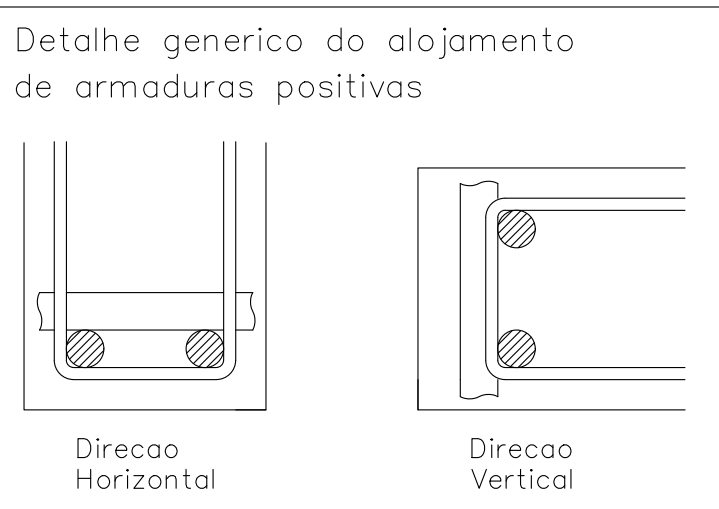 Detalhe generico do alojamento
de armaduras positivas
Direcao
Horizontal
Direcao
Vertical